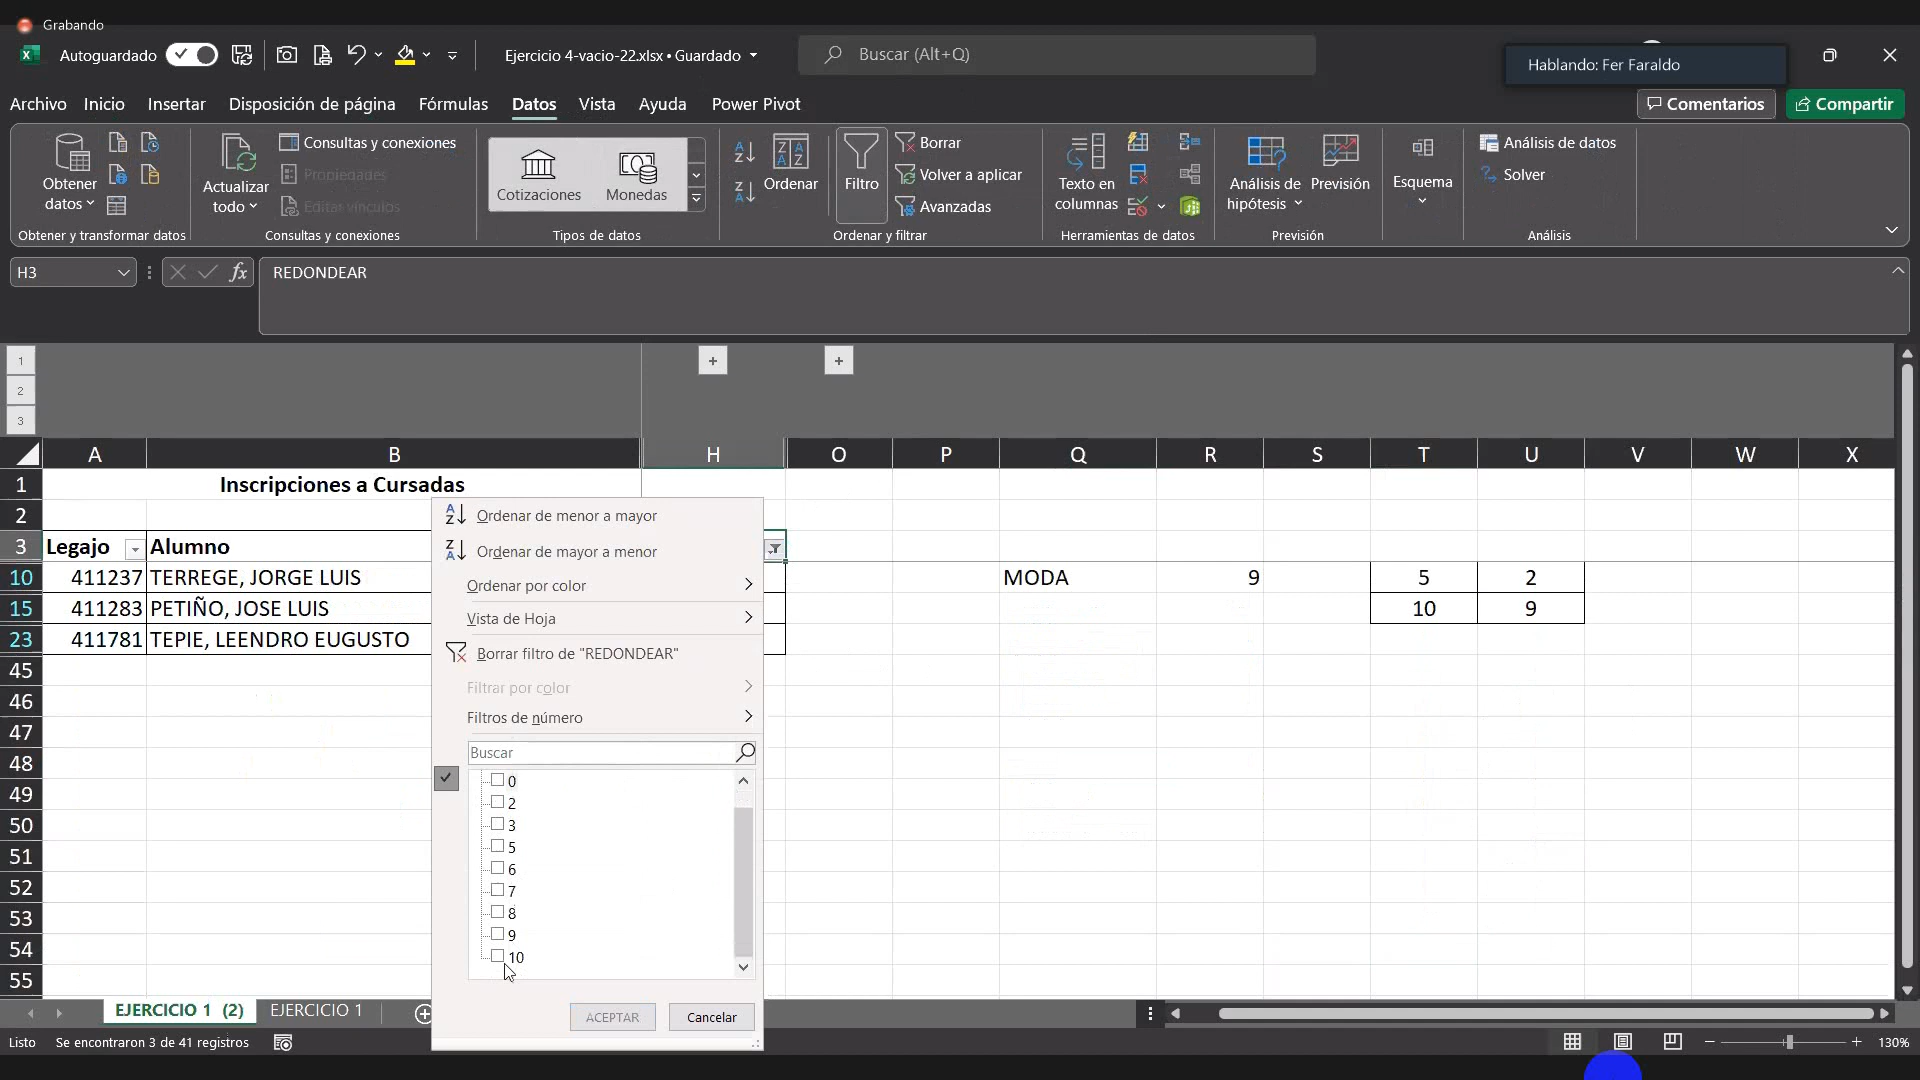 Grabando
Autoguardado
Ejercicio 4-vacio-22.xlsx • Guardado
Buscar (Alt+Q)
Hablando: Fer Faraldo
Archivo Inicio Insertar Disposición de página Fórmulas Datos Vista Ayuda Power Pivot
Comentarios
Compartir
Obtener datos
Obtener y transformar datos
Actualizar todo
Consultas y conexiones
Propiedades
Editar vínculos
Consultas y conexiones
Cotizaciones
Monedas
Tipos de datos
Ordenar
Filtro
Borrar
Volver a aplicar
Avanzadas
Ordenar y filtrar
Texto en columnas
Herramientas de datos
Análisis de hipótesis
Previsión
Previsión
Esquema
Análisis de datos
Solver
Análisis
H3
fx
REDONDEAR
1
2
3
A B H O P Q R S T U V W X
1 Inscripciones a Cursadas
2
3 Legajo Alumno
10 411237 TERREGE, JORGE LUIS MODA 9 5 2
15 411283 PETIÑO, JOSE LUIS 10 9
23 411781 TEPIE, LEENDRO EUGUSTO
45
46
47
48
49
50
51
52
53
54
55
Ordenar de menor a mayor
Ordenar de mayor a menor
Ordenar por color
Vista de Hoja
Borrar filtro de "REDONDEAR"
Filtrar por color
Filtros de número
Buscar
0
2
3
5
6
7
8
9
10
ACEPTAR
Cancelar
EJERCICIO 1 (2)
EJERCICIO 1
Listo
Se encontraron 3 de 41 registros
130%